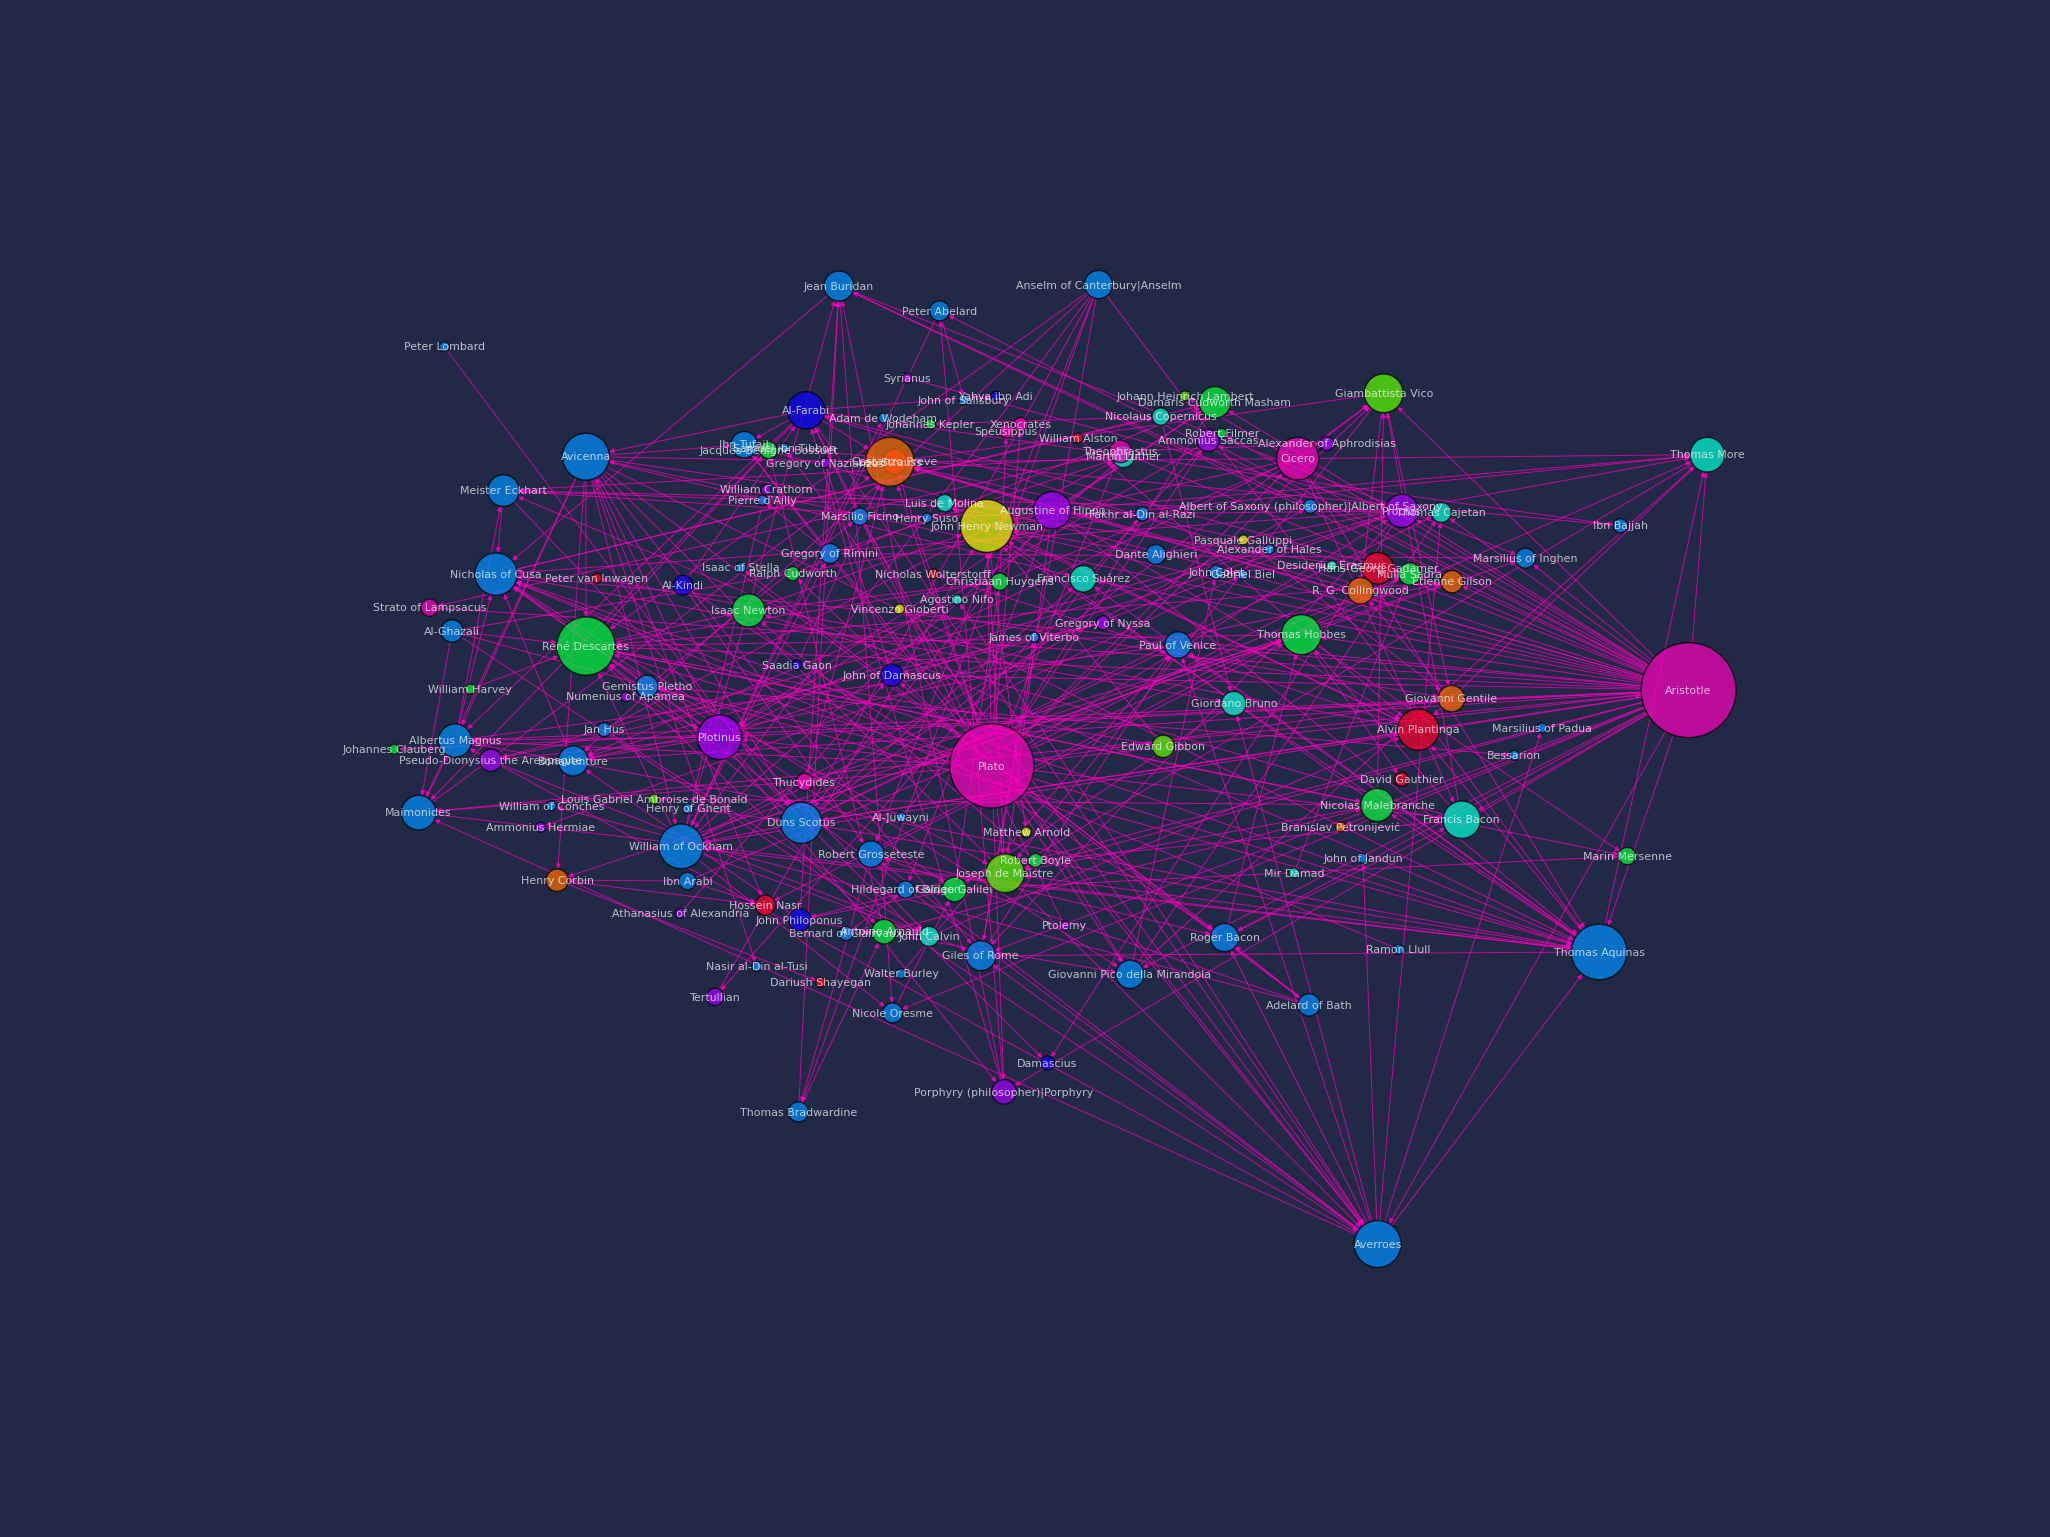 Jean Buridan
Anselm of Canterbury|Anselm
Peter Abelard
Peter Lombard
Syrianus
Giambattista Vico
Yahya ibn Adi
John of Salisbury
Johann Heinrich Lambert
Damaris Cudworth Masham
Al-Farabi
Adam de Wodeham
Johannes Kepler
Xenocrates
Speusippus
Nicolaus Copernicus
Robert Filmer
William Alston
Ammonius Saccas
Alexander of Aphrodisias
Ibn Tufail
Jacques-Bénigne Bossuet
Theophrastus
Martin Luther
Cicero
Thomas More
Avicenna
Gregory of Nazianzus
Meister Eckhart
William Crathorn
Pierre d'Ailly
Luis de Molina
Marsilio Ficino
Henry Suso
John Henry Newman
Augustine of Hippo
Fakhr al-Din al-Razi
Albert of Saxony (philosopher)|Albert of Saxony
Thomas Cajetan
Ibn Bajjah
Pasquale Galluppi
Alexander of Hales
Gregory of Rimini
Dante Alighieri
Marsilius of Inghen
Isaac of Stella
Ralph Cudworth
Nicholas of Cusa
Peter van Inwagen
Al-Kindi
Nicholas Wolterstorff
Christiaan Huygens
Francisco Suárez
John Colet
Gabriel Biel
Desiderius Erasmus
Hans-Georg Gadamer
Mulla Sadra
Étienne Gilson
R. G. Collingwood
Agostino Nifo
Strato of Lampsacus
Isaac Newton
Vincenzo Gioberti
Al-Ghazali
Gregory of Nyssa
James of Viterbo
Thomas Hobbes
René Descartes
Paul of Venice
Saadia Gaon
John of Damascus
William Harvey
Gemistus Pletho
Numenius of Apamea
Aristotle
Giordano Bruno
Giovanni Gentile
Jan Hus
Plotinus
Alvin Plantinga
Marsilius of Padua
Albertus Magnus
Johannes Clauberg
Edward Gibbon
Bessarion
Pseudo-Dionysius the Areopagite
Bonaventure
Plato
Thucydides
David Gauthier
Louis Gabriel Ambroise de Bonald
William of Conches
Henry of Ghent
Nicolas Malebranche
Maimonides
Al-Juwayni
Duns Scotus
Francis Bacon
Ammonius Hermiae
Matthew Arnold
Branislav Petronijević
William of Ockham
Robert Grosseteste
Robert Boyle
John of Jandun
Marin Mersenne
Joseph de Maistre
Mir Damad
Henry Corbin
Ibn Arabi
Hildegard of Bingen
Galileo Galilei
Hossein Nasr
Athanasius of Alexandria
John Philoponus
Ptolemy
Bernard of Clairvaux
Antoine Arnauld
John Calvin
Roger Bacon
Ramon Llull
Thomas Aquinas
Giles of Rome
Nasir al-Din al-Tusi
Walter Burley
Giovanni Pico della Mirandola
Dariush Shayegan
Tertullian
Adelard of Bath
Nicole Oresme
Damascius
Porphyry (philosopher)|Porphyry
Thomas Bradwardine
Averroes